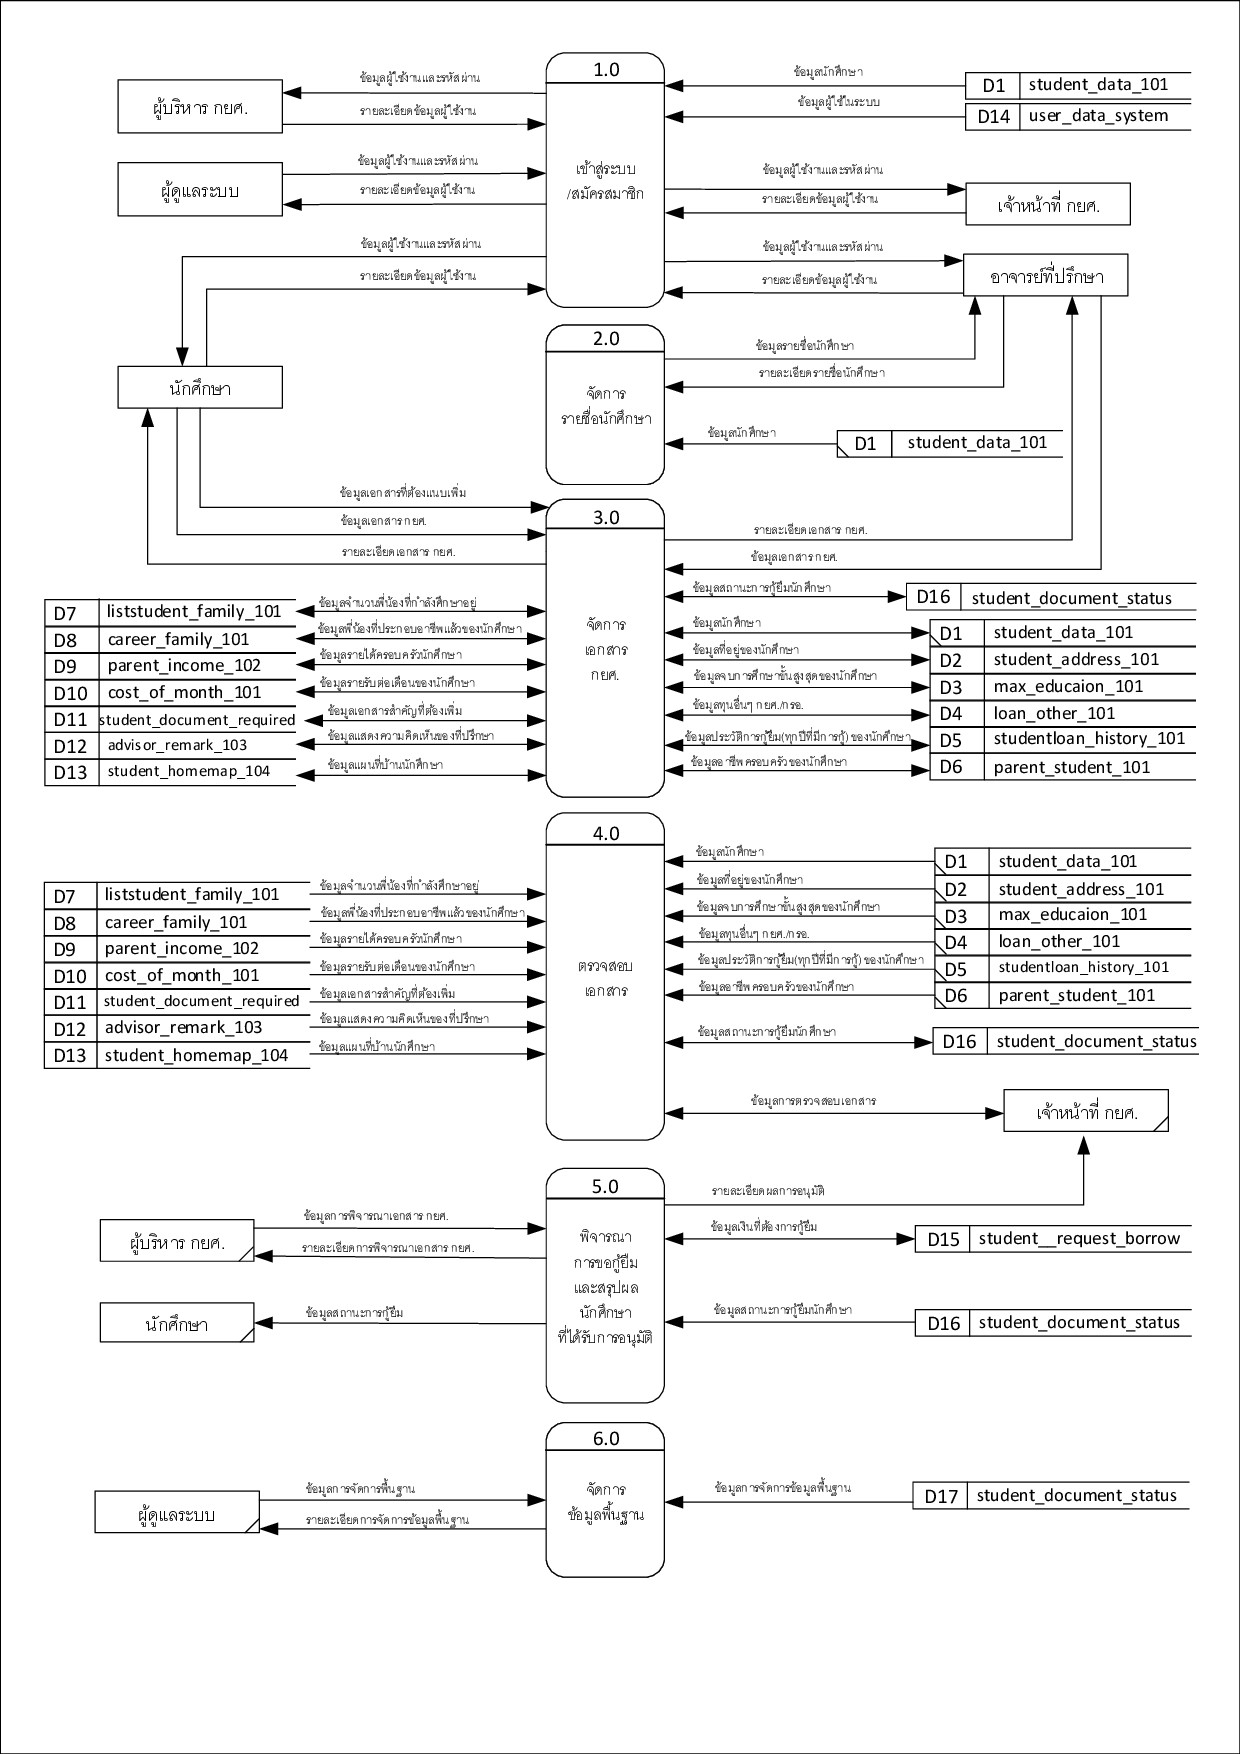 1.0
เข้าสู่ระบบ
/สมัครสมาชิก
ผู้บริหาร กยศ.
ข้อมูลผู้ใช้งานและรหัสผ่าน
รายละเอียดข้อมูลผู้ใช้งาน
ผู้ดูแลระบบ
ข้อมูลผู้ใช้งานและรหัสผ่าน
รายละเอียดข้อมูลผู้ใช้งาน
ข้อมูลผู้ใช้งานและรหัสผ่าน
รายละเอียดข้อมูลผู้ใช้งาน
นักศึกษา
ข้อมูลนักศึกษา
D1 student_data_101
ข้อมูลผู้ใช้ในระบบ
D14 user_data_system
ข้อมูลผู้ใช้งานและรหัสผ่าน
รายละเอียดข้อมูลผู้ใช้งาน
เจ้าหน้าที่ กยศ.
ข้อมูลผู้ใช้งานและรหัสผ่าน
รายละเอียดข้อมูลผู้ใช้งาน
อาจารย์ที่ปรึกษา
2.0
จัดการ
รายชื่อนักศึกษา
ข้อมูลรายชื่อนักศึกษา
รายละเอียดรายชื่อนักศึกษา
ข้อมูลนักศึกษา
D1 student_data_101
3.0
จัดการ
เอกสาร
กยศ.
ข้อมูลเอกสารที่ต้องแนบเพิ่ม
ข้อมูลเอกสาร กยศ.
รายละเอียดเอกสาร กยศ.
รายละเอียดเอกสาร กยศ.
ข้อมูลเอกสาร กยศ.
D7 liststudent_family_101 ข้อมูลจำนวนพี่น้องที่กำลังศึกษาอยู่
D8 career_family_101 ข้อมูลพี่น้องที่ประกอบอาชีพแล้วของนักศึกษา
D9 parent_income_102 ข้อมูลรายได้ครอบครัวนักศึกษา
D10 cost_of_month_101 ข้อมูลรายรับต่อเดือนของนักศึกษา
D11 student_document_required ข้อมูลเอกสารสำคัญที่ต้องเพิ่ม
D12 advisor_remark_103 ข้อมูลแสดงความคิดเห็นของที่ปรึกษา
D13 student_homemap_104 ข้อมูลแผนที่บ้านนักศึกษา
ข้อมูลสถานะการกู้ยืมนักศึกษา D16 student_document_status
ข้อมูลนักศึกษา D1 student_data_101
ข้อมูลที่อยู่ของนักศึกษา D2 student_address_101
ข้อมูลจบการศึกษาขั้นสูงสุดของนักศึกษา D3 max_educaion_101
ข้อมูลทุนอื่นๆ กยศ./กรอ. D4 loan_other_101
ข้อมูลประวัติการกู้ยืม(ทุกปีที่มีการกู้) ของนักศึกษา D5 studentloan_history_101
ข้อมูลอาชีพครอบครัวของนักศึกษา D6 parent_student_101
4.0
ตรวจสอบ
เอกสาร
D7 liststudent_family_101 ข้อมูลจำนวนพี่น้องที่กำลังศึกษาอยู่
D8 career_family_101 ข้อมูลพี่น้องที่ประกอบอาชีพแล้วของนักศึกษา
D9 parent_income_102 ข้อมูลรายได้ครอบครัวนักศึกษา
D10 cost_of_month_101 ข้อมูลรายรับต่อเดือนของนักศึกษา
D11 student_document_required ข้อมูลเอกสารสำคัญที่ต้องเพิ่ม
D12 advisor_remark_103 ข้อมูลแสดงความคิดเห็นของที่ปรึกษา
D13 student_homemap_104 ข้อมูลแผนที่บ้านนักศึกษา
ข้อมูลนักศึกษา D1 student_data_101
ข้อมูลที่อยู่ของนักศึกษา D2 student_address_101
ข้อมูลจบการศึกษาขั้นสูงสุดของนักศึกษา D3 max_educaion_101
ข้อมูลทุนอื่นๆ กยศ./กรอ. D4 loan_other_101
ข้อมูลประวัติการกู้ยืม(ทุกปีที่มีการกู้) ของนักศึกษา D5 studentloan_history_101
ข้อมูลอาชีพครอบครัวของนักศึกษา D6 parent_student_101
ข้อมูลสถานะการกู้ยืมนักศึกษา D16 student_document_status
ข้อมูลการตรวจสอบเอกสาร
เจ้าหน้าที่ กยศ.
5.0
พิจารณา
การขอกู้ยืม
และสรุปผล
นักศึกษา
ที่ได้รับการอนุมัติ
รายละเอียดผลการอนุมัติ
ผู้บริหาร กยศ.
ข้อมูลการพิจารณาเอกสาร กยศ.
รายละเอียดการพิจารณาเอกสาร กยศ.
นักศึกษา
ข้อมูลสถานะการกู้ยืม
ข้อมูลเงินที่ต้องการกู้ยืม D15 student__request_borrow
ข้อมูลสถานะการกู้ยืมนักศึกษา D16 student_document_status
6.0
จัดการ
ข้อมูลพื้นฐาน
ผู้ดูแลระบบ
ข้อมูลการจัดการพื้นฐาน
รายละเอียดการจัดการข้อมูลพื้นฐาน
ข้อมูลการจัดการข้อมูลพื้นฐาน D17 student_document_status